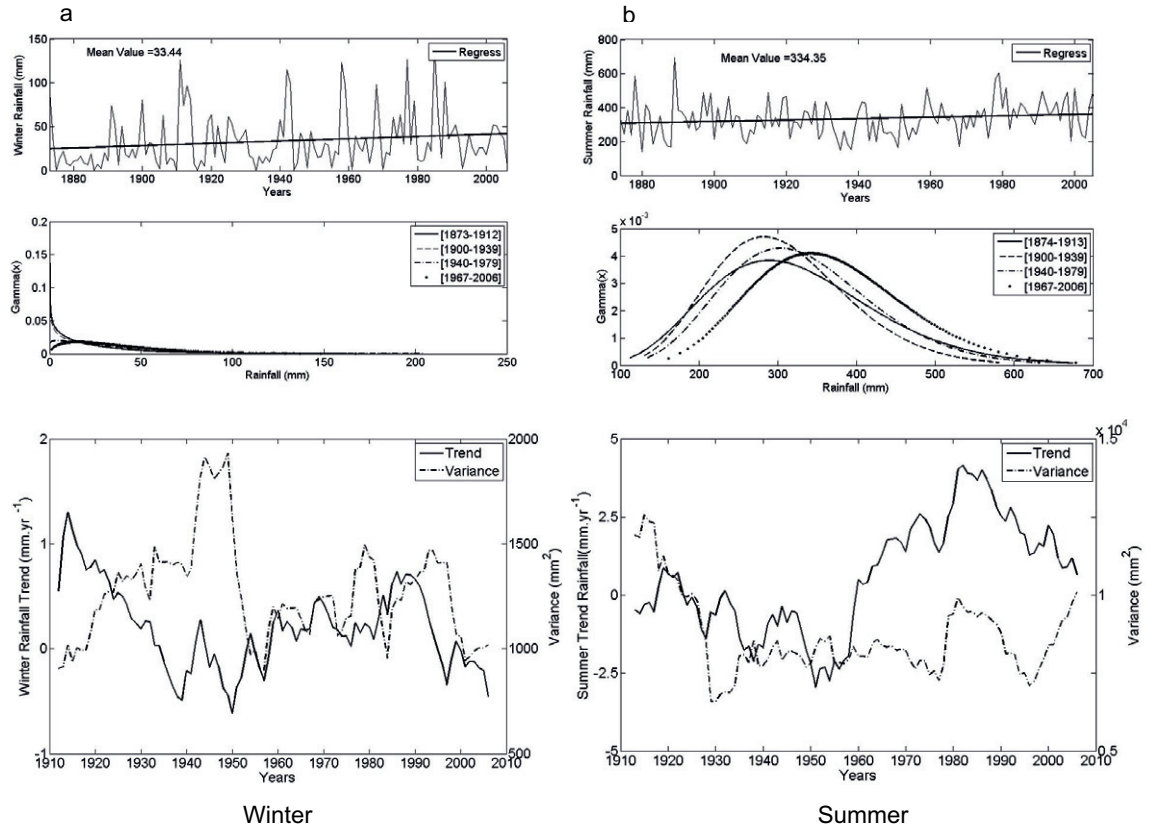 a
Mean Value =33.44
Regress
Winter Rainfall (mm)
150
100
50
0
1880 1900 1920 1940 1960 1980 2000
Years
0.2
0.15
0.1
0.05
0
Gamma(x)
[1873-1912]
[1900-1939]
[1940-1979]
[1967-2006]
0 50 100 150 200 250
Rainfall (mm)
Trend
Variance
2
1
0
-1
Winter Rainfall Trend (mm.yr -1)
2000
1500
1000
500
Variance (mm2)
1910 1920 1930 1940 1950 1960 1970 1980 1990 2000 2010
Years
Winter
b
Mean Value =334.35
Regress
Summer Rainfall (mm)
800
600
400
200
0
1880 1900 1920 1940 1960 1980 2000
Years
x 10-3
5
4
3
2
1
0
Gamma(x)
[1874-1913]
[1900-1939]
[1940-1979]
[1967-2006]
100 200 300 400 500 600 700
Rainfall (mm)
x 104
Trend
Variance
5
2.5
0
-2.5
-5
Summer Trend Rainfall(mm.yr-1)
1.5
1
0.5
Variance (mm2)
1910 1920 1930 1940 1950 1960 1970 1980 1990 2000 2010
Years
Summer